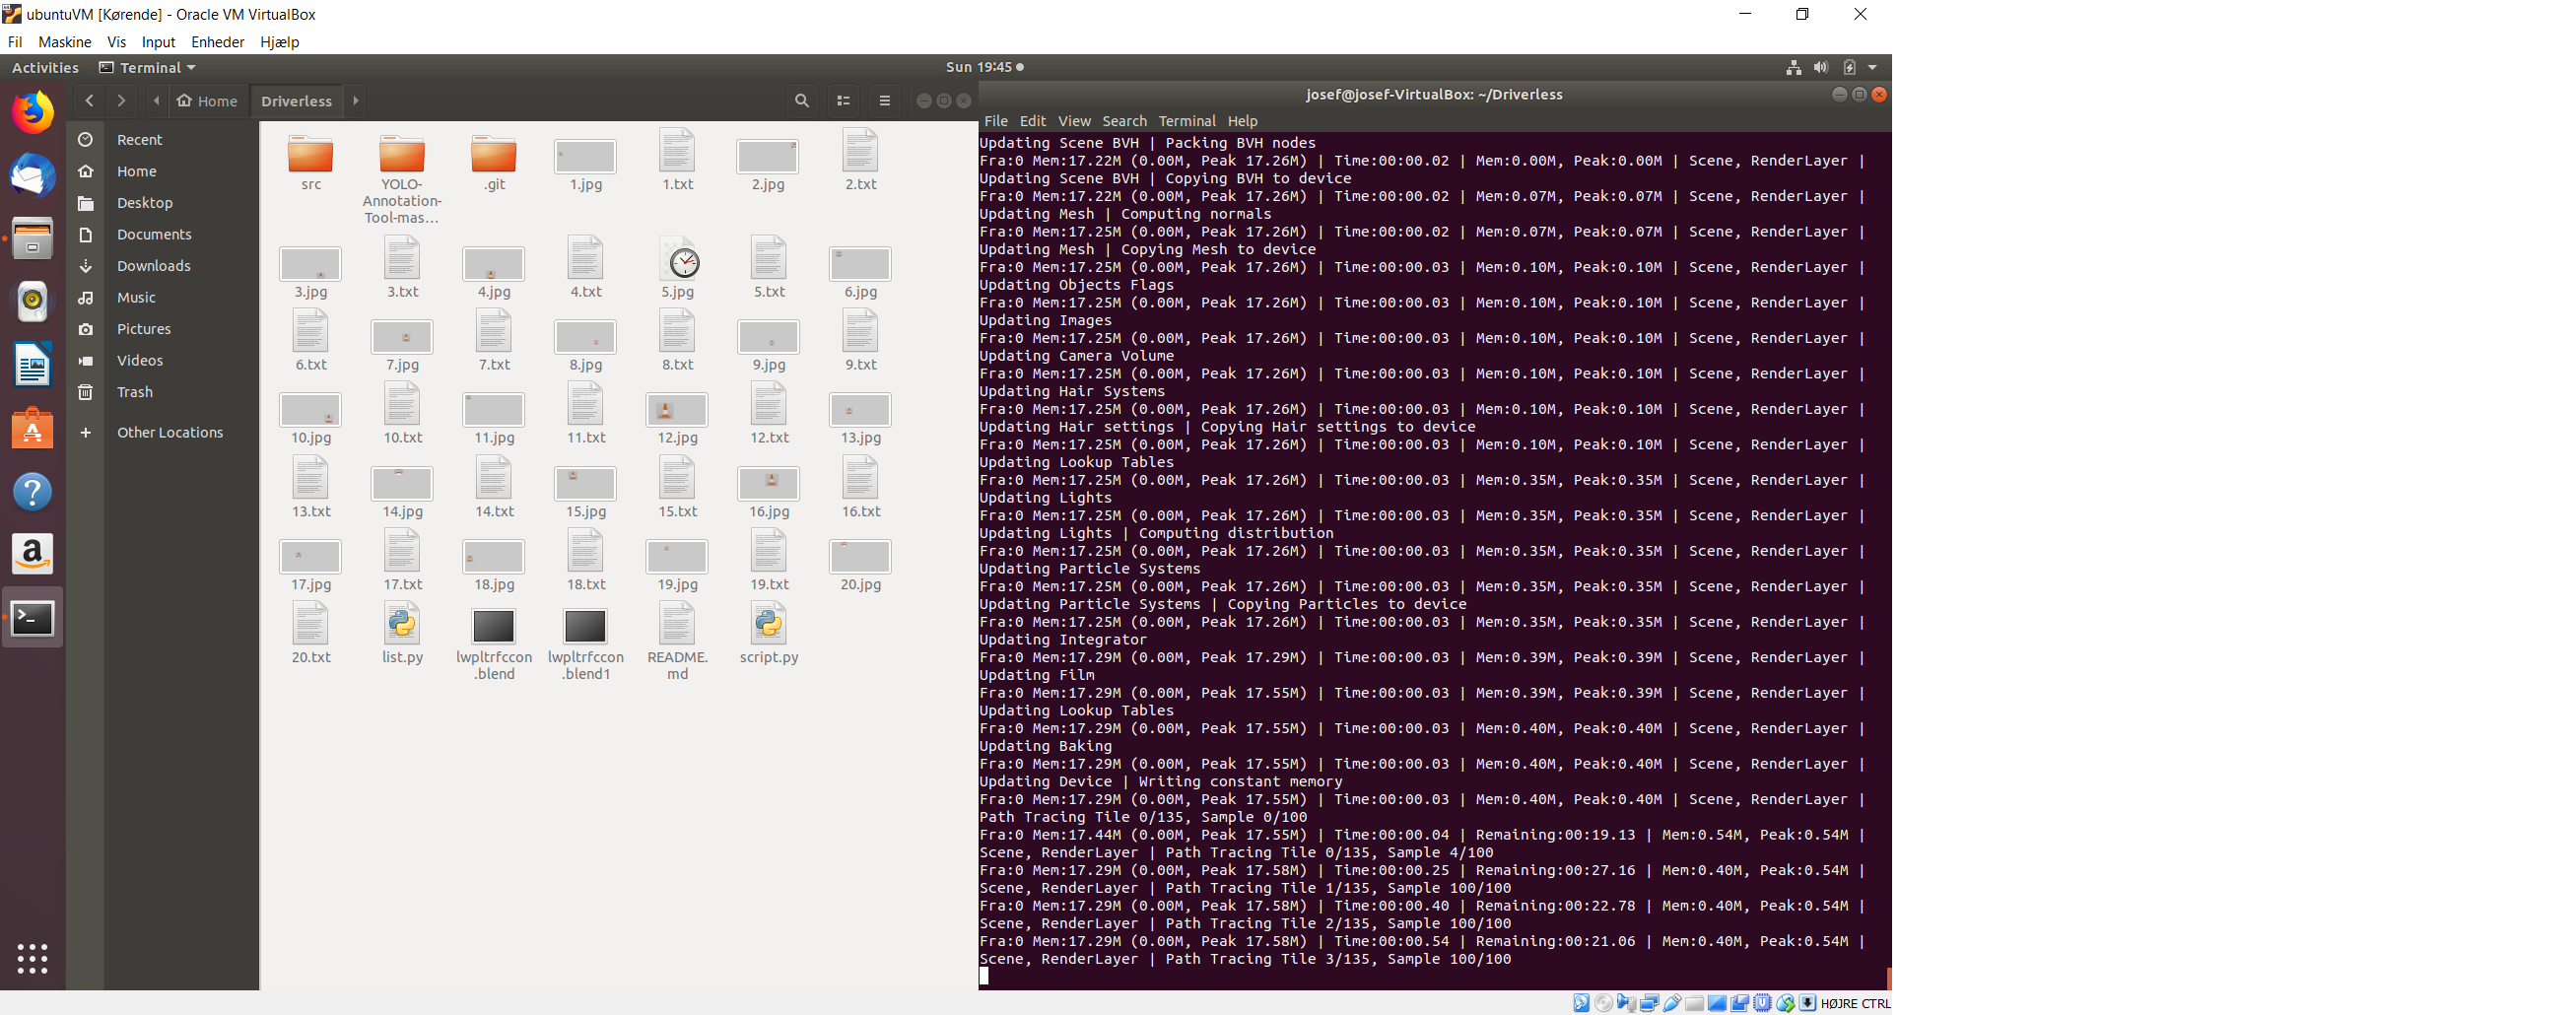 ubuntuVM [Kørende] - Oracle VM VirtualBox
Fil Maskine Vis Input Enheder Hjælp
Activities Terminal Sun 19:45
Home Driverless
Recent
Home
Desktop
Documents
Downloads
Music
Pictures
Videos
Trash
Other Locations
src YOLO-Annotation-Tool-mas... .git 1.jpg 1.txt 2.jpg 2.txt
3.jpg 3.txt 4.jpg 4.txt 5.jpg 5.txt 6.jpg
6.txt 7.jpg 7.txt 8.jpg 8.txt 9.jpg 9.txt
10.jpg 10.txt 11.jpg 11.txt 12.jpg 12.txt 13.jpg
13.txt 14.jpg 14.txt 15.jpg 15.txt 16.jpg 16.txt
17.jpg 17.txt 18.jpg 18.txt 19.jpg 19.txt 20.jpg
20.txt list.py lwpltrfccon.blend lwpltrfccon.blend1 README.md script.py
josef@josef-VirtualBox: ~/Driverless
File Edit View Search Terminal Help
Updating Scene BVH | Packing BVH nodes
Fra:0 Mem:17.22M (0.00M, Peak 17.26M) | Time:00:00.02 | Mem:0.00M, Peak:0.00M | Scene, RenderLayer |
Updating Scene BVH | Copying BVH to device
Fra:0 Mem:17.22M (0.00M, Peak 17.26M) | Time:00:00.02 | Mem:0.07M, Peak:0.07M | Scene, RenderLayer |
Updating Mesh | Computing normals
Fra:0 Mem:17.25M (0.00M, Peak 17.26M) | Time:00:00.02 | Mem:0.07M, Peak:0.07M | Scene, RenderLayer |
Updating Mesh | Copying Mesh to device
Fra:0 Mem:17.25M (0.00M, Peak 17.26M) | Time:00:00.03 | Mem:0.10M, Peak:0.10M | Scene, RenderLayer |
Updating Objects Flags
Fra:0 Mem:17.25M (0.00M, Peak 17.26M) | Time:00:00.03 | Mem:0.10M, Peak:0.10M | Scene, RenderLayer |
Updating Images
Fra:0 Mem:17.25M (0.00M, Peak 17.26M) | Time:00:00.03 | Mem:0.10M, Peak:0.10M | Scene, RenderLayer |
Updating Camera Volume
Fra:0 Mem:17.25M (0.00M, Peak 17.26M) | Time:00:00.03 | Mem:0.10M, Peak:0.10M | Scene, RenderLayer |
Updating Hair Systems
Fra:0 Mem:17.25M (0.00M, Peak 17.26M) | Time:00:00.03 | Mem:0.10M, Peak:0.10M | Scene, RenderLayer |
Updating Hair settings | Copying Hair settings to device
Fra:0 Mem:17.25M (0.00M, Peak 17.26M) | Time:00:00.03 | Mem:0.10M, Peak:0.10M | Scene, RenderLayer |
Updating Lookup Tables
Fra:0 Mem:17.25M (0.00M, Peak 17.26M) | Time:00:00.03 | Mem:0.35M, Peak:0.35M | Scene, RenderLayer |
Updating Lights
Fra:0 Mem:17.25M (0.00M, Peak 17.26M) | Time:00:00.03 | Mem:0.35M, Peak:0.35M | Scene, RenderLayer |
Updating Lights | Computing distribution
Fra:0 Mem:17.25M (0.00M, Peak 17.26M) | Time:00:00.03 | Mem:0.35M, Peak:0.35M | Scene, RenderLayer |
Updating Particle Systems
Fra:0 Mem:17.25M (0.00M, Peak 17.26M) | Time:00:00.03 | Mem:0.35M, Peak:0.35M | Scene, RenderLayer |
Updating Particle Systems | Copying Particles to device
Fra:0 Mem:17.25M (0.00M, Peak 17.26M) | Time:00:00.03 | Mem:0.35M, Peak:0.35M | Scene, RenderLayer |
Updating Integrator
Fra:0 Mem:17.29M (0.00M, Peak 17.29M) | Time:00:00.03 | Mem:0.39M, Peak:0.39M | Scene, RenderLayer |
Updating Film
Fra:0 Mem:17.29M (0.00M, Peak 17.55M) | Time:00:00.03 | Mem:0.39M, Peak:0.39M | Scene, RenderLayer |
Updating Lookup Tables
Fra:0 Mem:17.29M (0.00M, Peak 17.55M) | Time:00:00.03 | Mem:0.40M, Peak:0.40M | Scene, RenderLayer |
Updating Baking
Fra:0 Mem:17.29M (0.00M, Peak 17.55M) | Time:00:00.03 | Mem:0.40M, Peak:0.40M | Scene, RenderLayer |
Updating Device | Writing constant memory
Fra:0 Mem:17.29M (0.00M, Peak 17.55M) | Time:00:00.03 | Mem:0.40M, Peak:0.40M | Scene, RenderLayer |
Path Tracing Tile 0/135, Sample 0/100
Fra:0 Mem:17.44M (0.00M, Peak 17.55M) | Time:00:00.04 | Remaining:00:19.13 | Mem:0.54M, Peak:0.54M |
Scene, RenderLayer | Path Tracing Tile 0/135, Sample 4/100
Fra:0 Mem:17.29M (0.00M, Peak 17.58M) | Time:00:00.25 | Remaining:00:27.16 | Mem:0.40M, Peak:0.54M |
Scene, RenderLayer | Path Tracing Tile 1/135, Sample 100/100
Fra:0 Mem:17.29M (0.00M, Peak 17.58M) | Time:00:00.40 | Remaining:00:22.78 | Mem:0.40M, Peak:0.54M |
Scene, RenderLayer | Path Tracing Tile 2/135, Sample 100/100
Fra:0 Mem:17.29M (0.00M, Peak 17.58M) | Time:00:00.54 | Remaining:00:21.06 | Mem:0.40M, Peak:0.54M |
Scene, RenderLayer | Path Tracing Tile 3/135, Sample 100/100
HØJRE CTRL